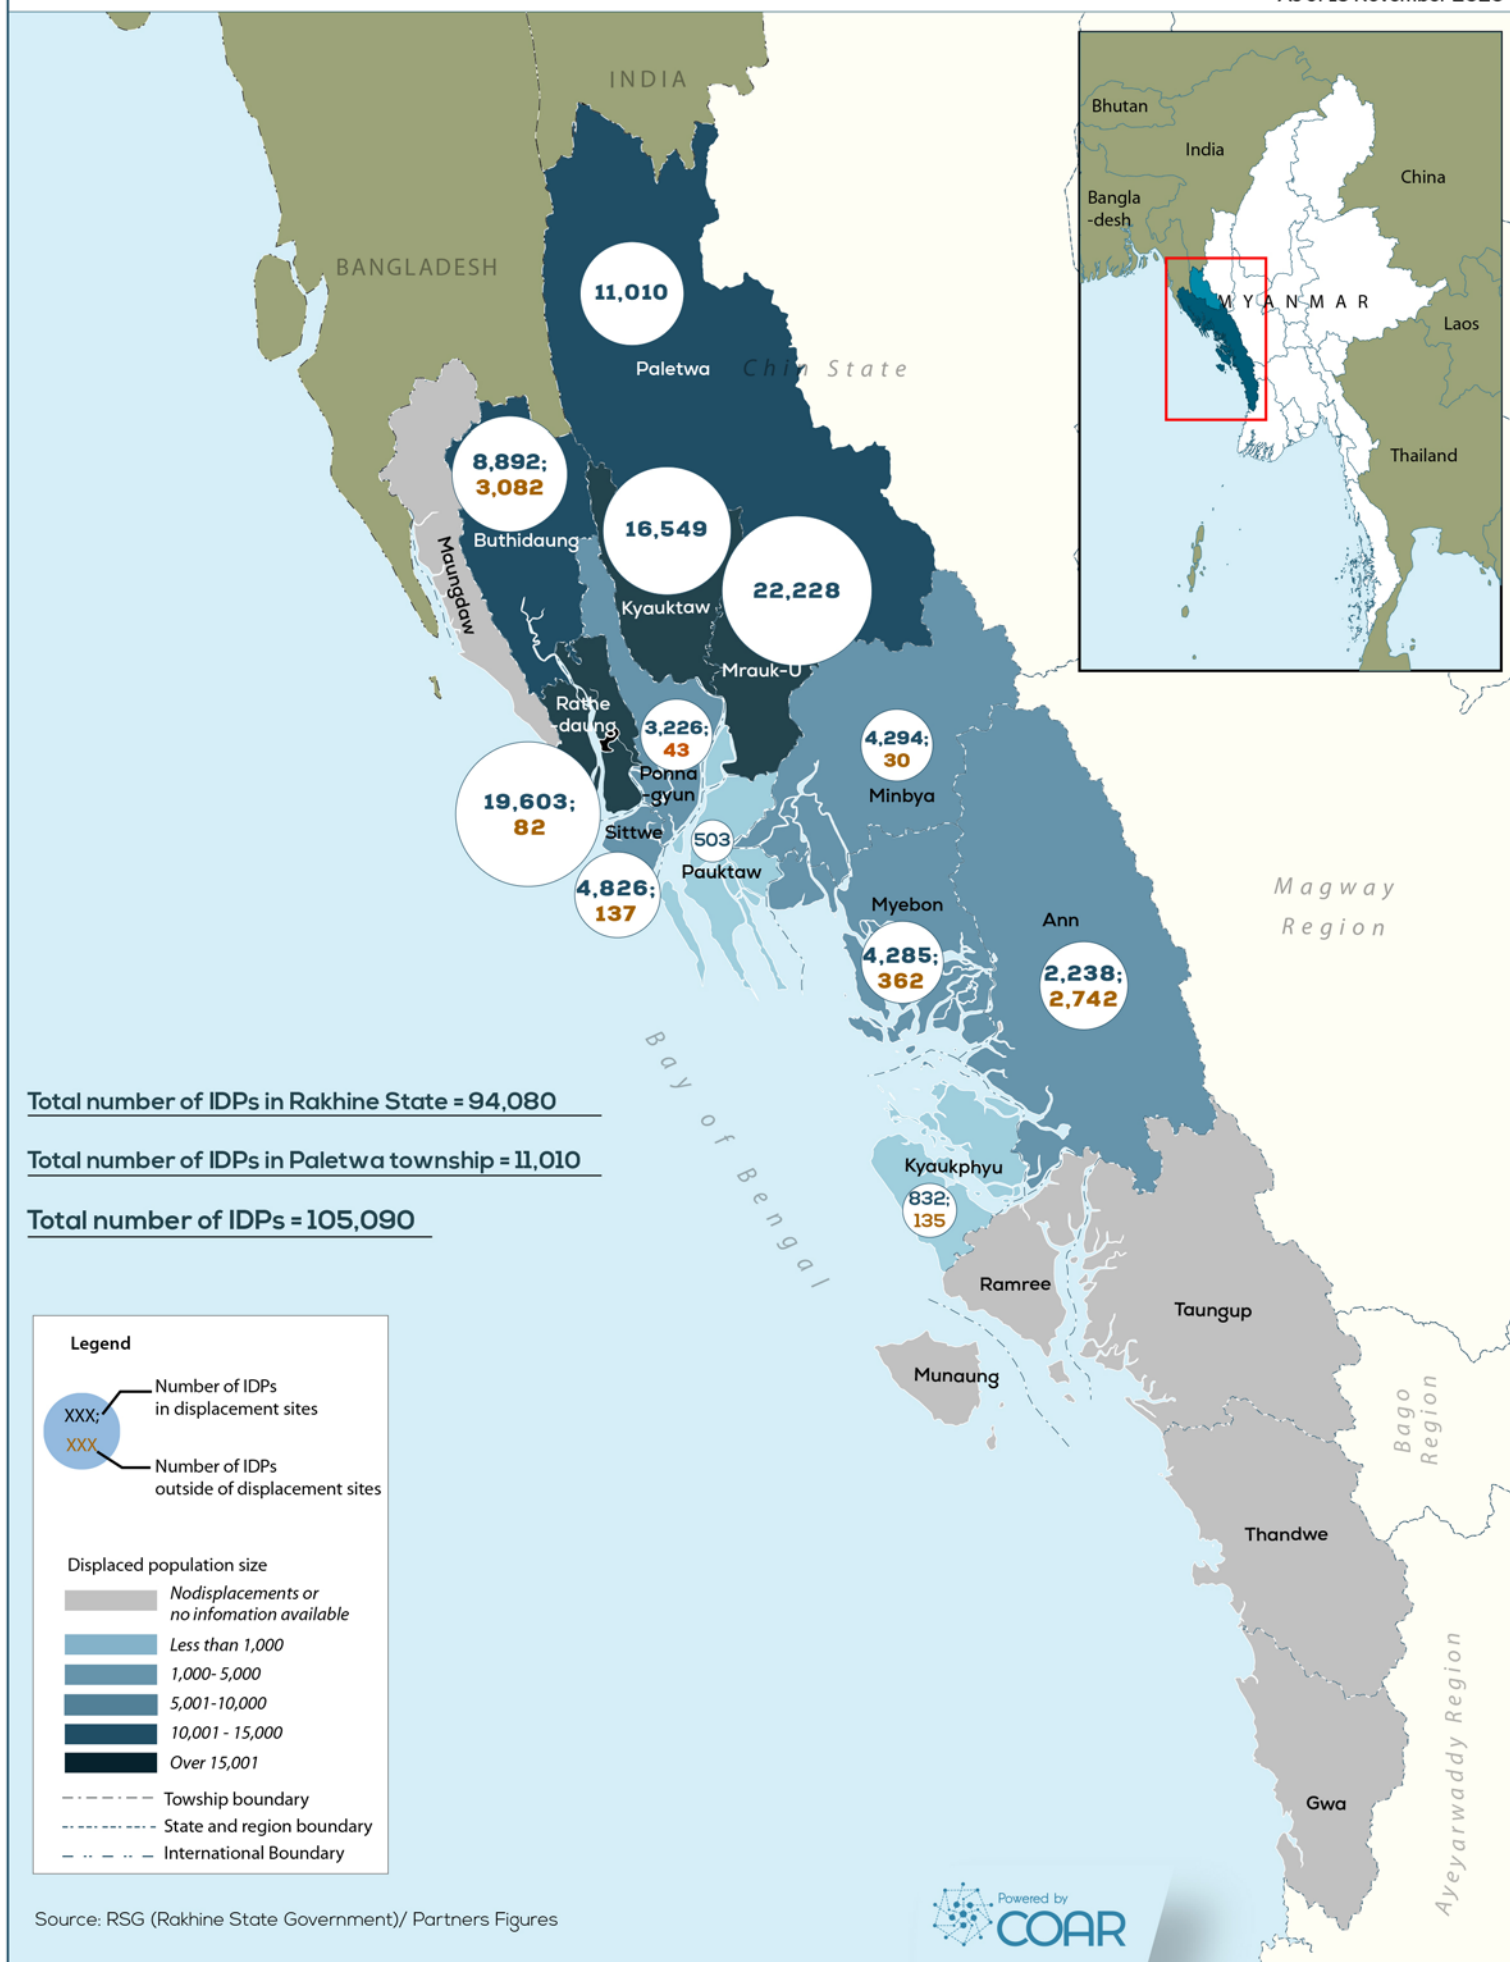 INDIA
BANGLADESH
11,010
Paletwa
Chin State
8,892;
3,082
Buthidaung
Maungdaw
16,549
Kyauktaw
22,228
Mrauk-U
Rathe
-daung
19,603;
82
3,226;
43
Ponna
-gyun
Sittwe
4,826;
137
503
Pauktaw
4,294;
30
Minbya
Myebon
4,285;
362
Ann
2,238;
2,742
Magway
Region
Bay of Bengal
Kyaukphyu
832;
135
Ramree
Munaung
Taungup
Thandwe
Gwa
Bago
Region
Ayeyarwaddy Region
Bhutan
India
China
Bangla
-desh
MYANMAR
Laos
Thailand
Total number of IDPs in Rakhine State = 94,080
Total number of IDPs in Paletwa township = 11,010
Total number of IDPs = 105,090
Legend
XXX;
XXX
Number of IDPs
in displacement sites
Number of IDPs
outside of displacement sites
Displaced population size
Nodisplacements or
no infomation available
Less than 1,000
1,000- 5,000
5,001-10,000
10,001 - 15,000
Over 15,001
Towship boundary
State and region boundary
International Boundary
Source: RSG (Rakhine State Government)/ Partners Figures
Powered by
COAR